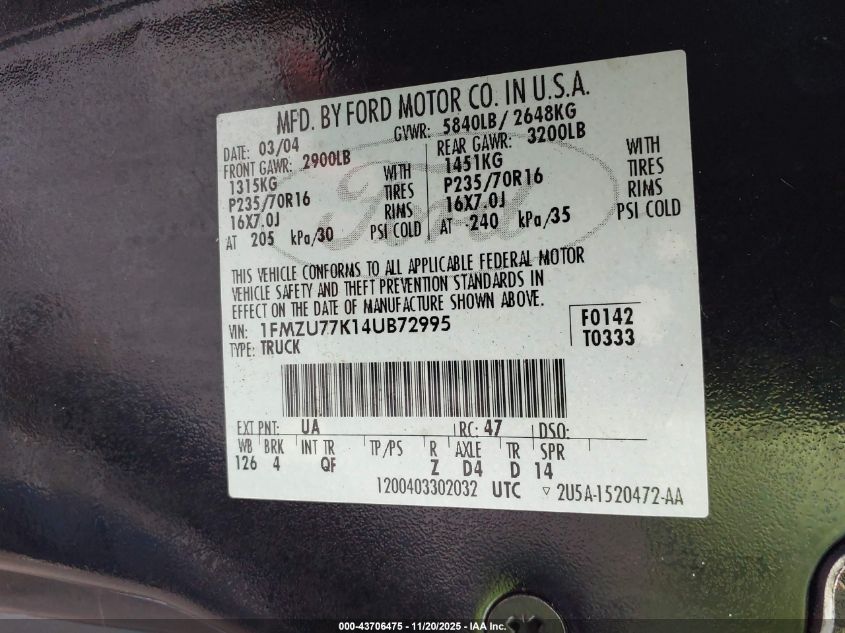 MFD. BY FORD MOTOR CO. IN U.S.A.
DATE: 03/04 GVWR: 5840LB/ 2648KG
FRONT GAWR: 2900LB REAR GAWR: 3200LB
1315KG WITH 1451KG WITH
P235/70R16 TIRES P235/70R16 TIRES
16X7.0J RIMS 16X7.0J RIMS
AT 205 kPa/30 PSI COLD AT 240 kPa/35 PSI COLD
Ford
THIS VEHICLE CONFORMS TO ALL APPLICABLE FEDERAL MOTOR
VEHICLE SAFETY AND THEFT PREVENTION STANDARDS IN
EFFECT ON THE DATE OF MANUFACTURE SHOWN ABOVE.
VIN: 1FMZU77K14UB72995 F0142
TYPE: TRUCK T0333
EXT PNT: UA RC: 47 DSO:
WB BRK INT TR TP/PS R AXLE TR SPR
126 4 QF Z D4 D 14
1200403302032 UTC ▽ 2U5A-1520472-AA
000-43706475 - 11/20/2025 - IAA Inc.